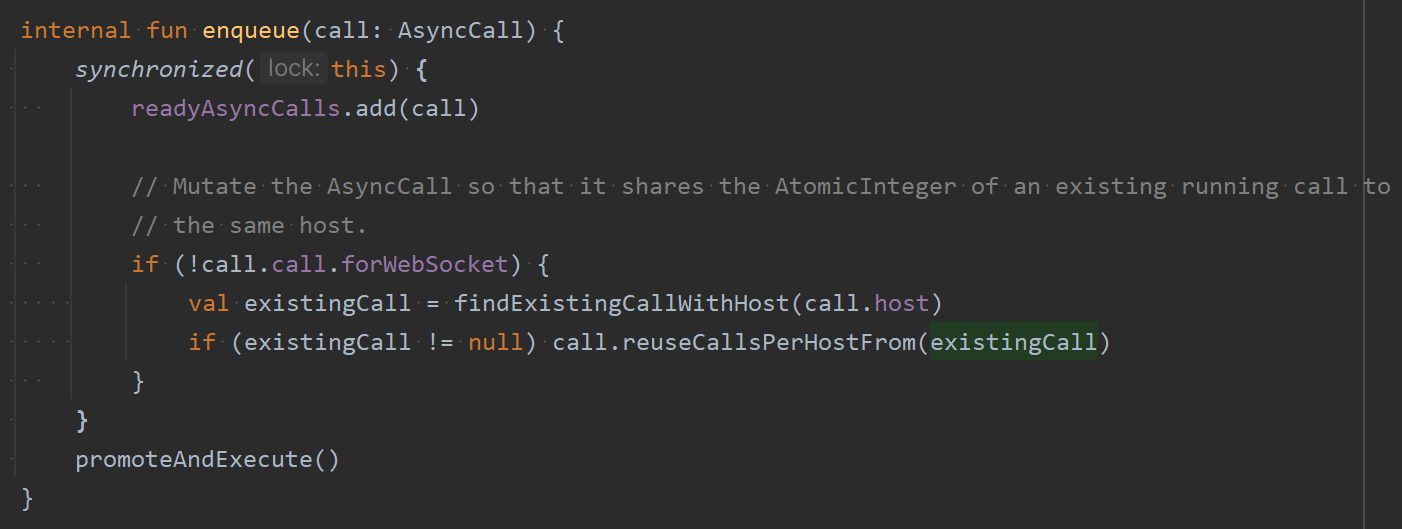 internal fun enqueue(call: AsyncCall) {
synchronized( lock: this) {
readyAsyncCalls.add(call)
// Mutate the AsyncCall so that it shares the AtomicInteger of an existing running call to
// the same host.
if (!call.call.forWebSocket) {
val existingCall = findExistingCallWithHost(call.host)
if (existingCall != null) call.reuseCallsPerHostFrom(existingCall)
}
}
promoteAndExecute()
}